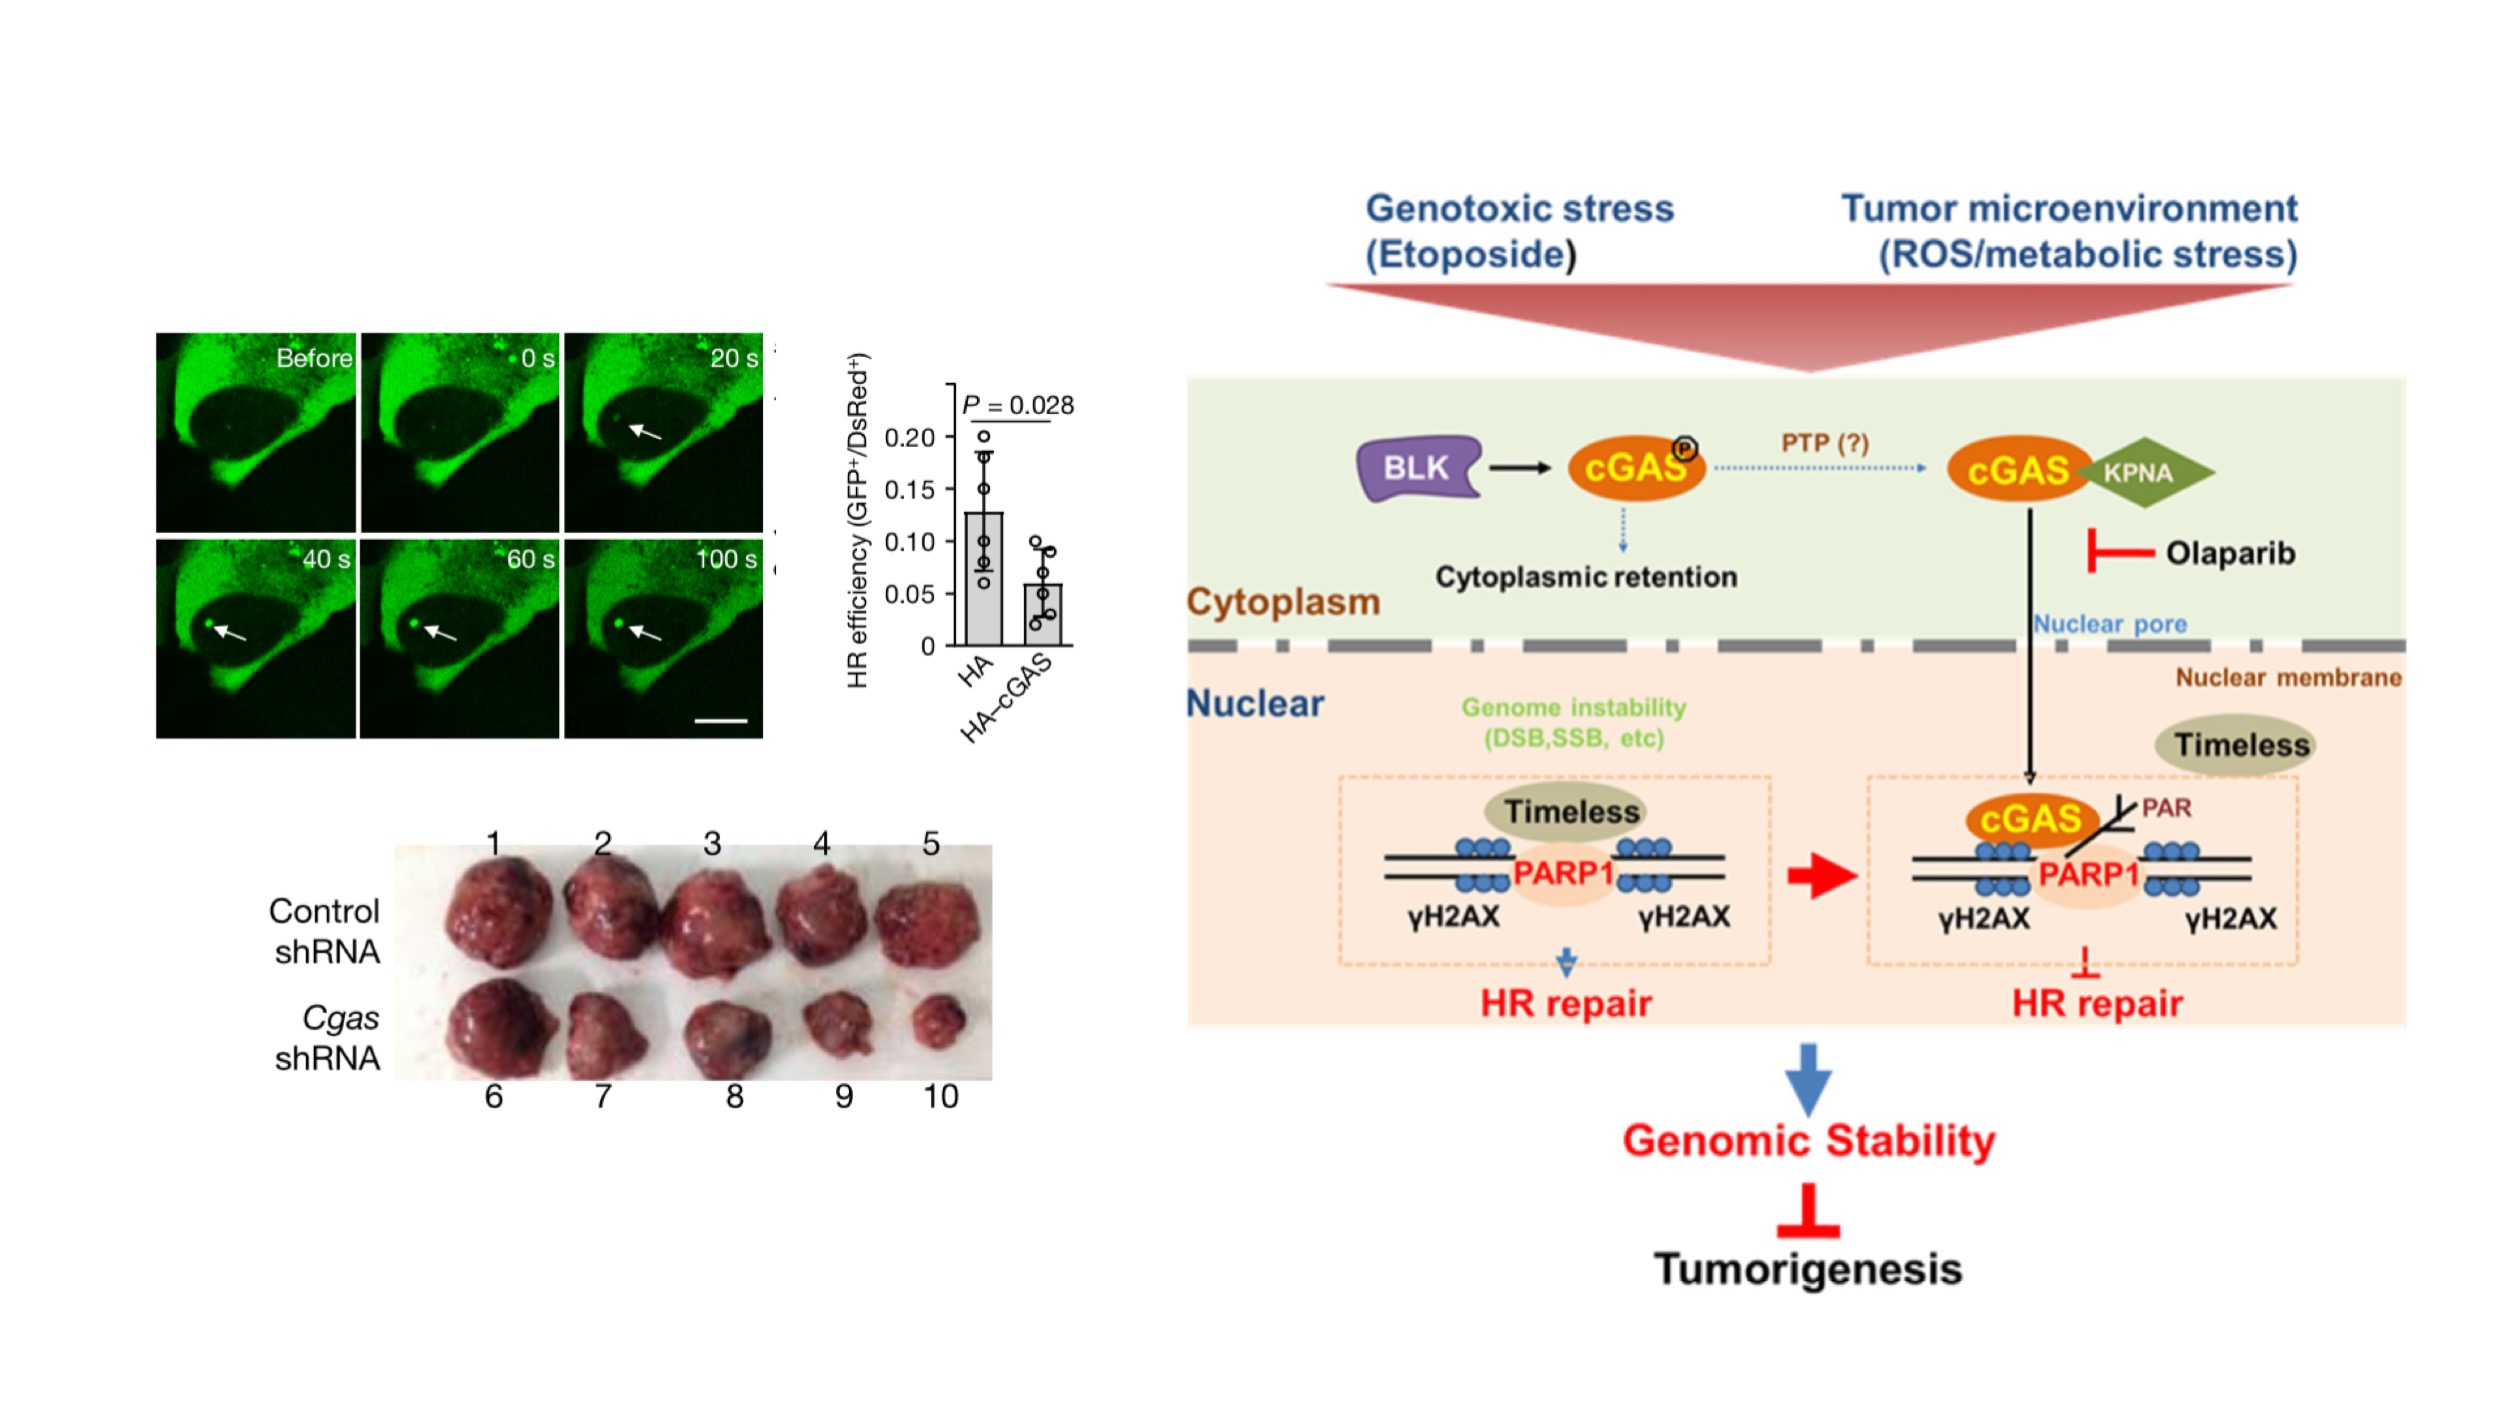 Before
0 s
20 s
40 s
60 s
100 s
HR efficiency (GFP⁺/DsRed⁺)
P = 0.028
0.20
0.15
0.10
0.05
0
HA
HA–cGAS
1 2 3 4 5
Control
shRNA
Cgas
shRNA
6 7 8 9 10
Genotoxic stress
(Etoposide)
Tumor microenvironment
(ROS/metabolic stress)
BLK
cGAS
P
PTP (?)
cGAS
KPNA
Cytoplasmic retention
Olaparib
Cytoplasm
Nuclear pore
Nuclear membrane
Nuclear
Genome instability
(DSB,SSB, etc)
Timeless
Timeless
PARP1
γH2AX
γH2AX
HR repair
cGAS
PAR
PARP1
γH2AX
γH2AX
HR repair
Genomic Stability
Tumorigenesis